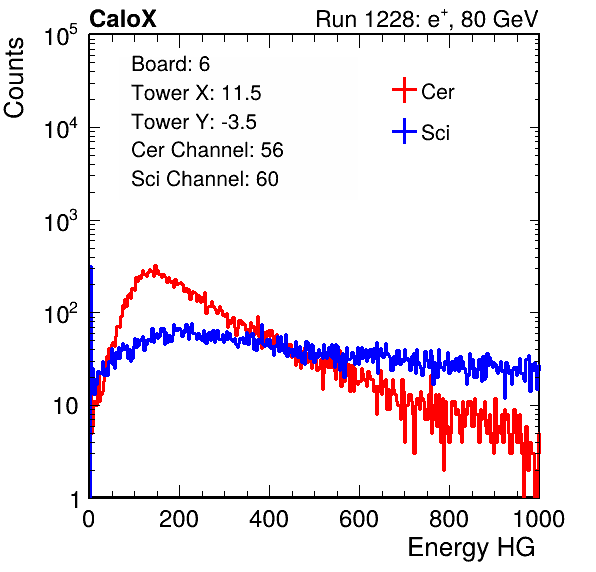 CaloX Run 1228: e⁺, 80 GeV
Counts
10⁵
10⁴
10³
10²
10
1
Board: 6
Tower X: 11.5
Tower Y: -3.5
Cer Channel: 56
Sci Channel: 60
Cer
Sci
0 200 400 600 800 1000
Energy HG